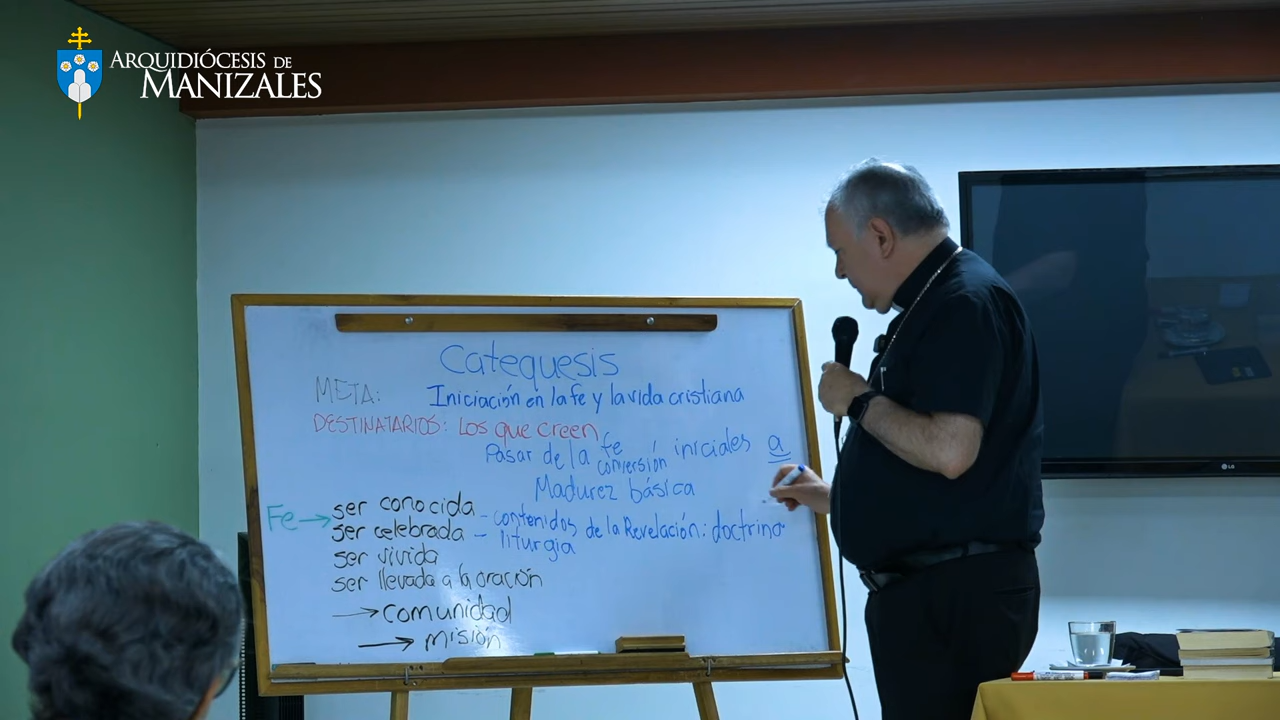 ARQUIDIÓCESIS DE
MANIZALES
Catequesis
META: Iniciación en la fe y la vida cristiana
DESTINATARIOS: Los que creen
Pasar de la fe iniciales a
conversión
Madurez básica
Fe → ser conocida - contenidos de la Revelación: doctrina
ser celebrada - liturgia
ser vivida
ser llevada a la oración
→ comunidad
→ misión
LG